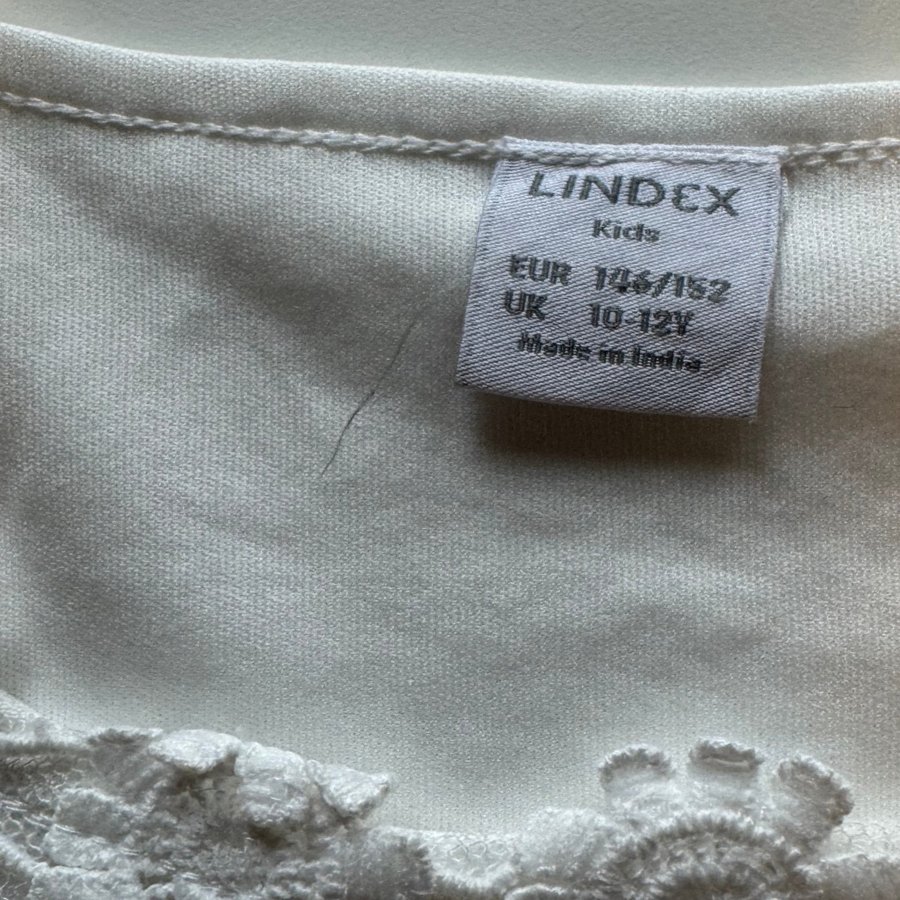 LINDEX
Kids
EUR 146/152
UK 10-12Y
Made in India